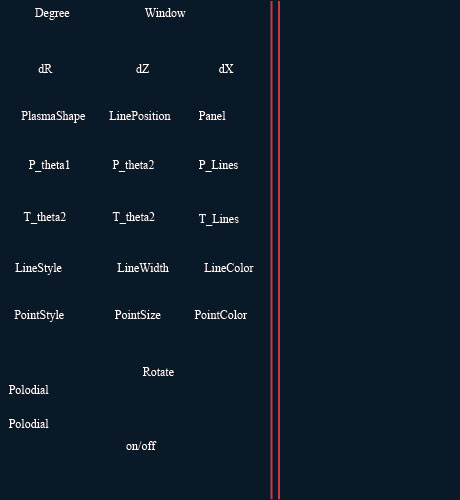 Degree Window
dR dZ dX
PlasmaShape LinePosition Panel
P_theta1 P_theta2 P_Lines
T_theta2 T_theta2 T_Lines
LineStyle LineWidth LineColor
PointStyle PointSize PointColor
Rotate
Polodial
Polodial
on/off